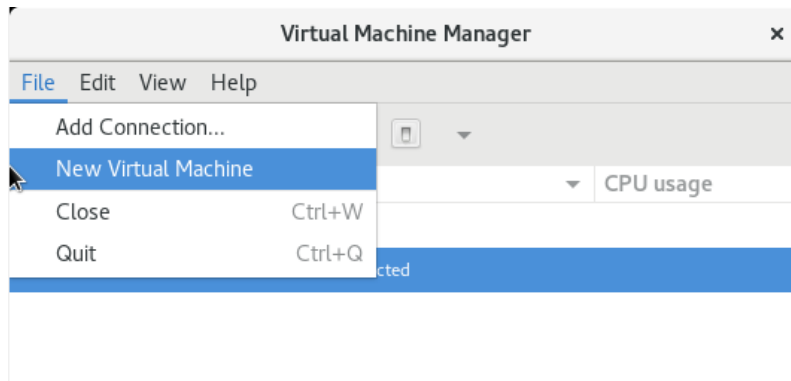 Virtual Machine Manager
File Edit View Help
Add Connection...
New Virtual Machine
CPU usage
Close Ctrl+W
Quit Ctrl+Q
cted